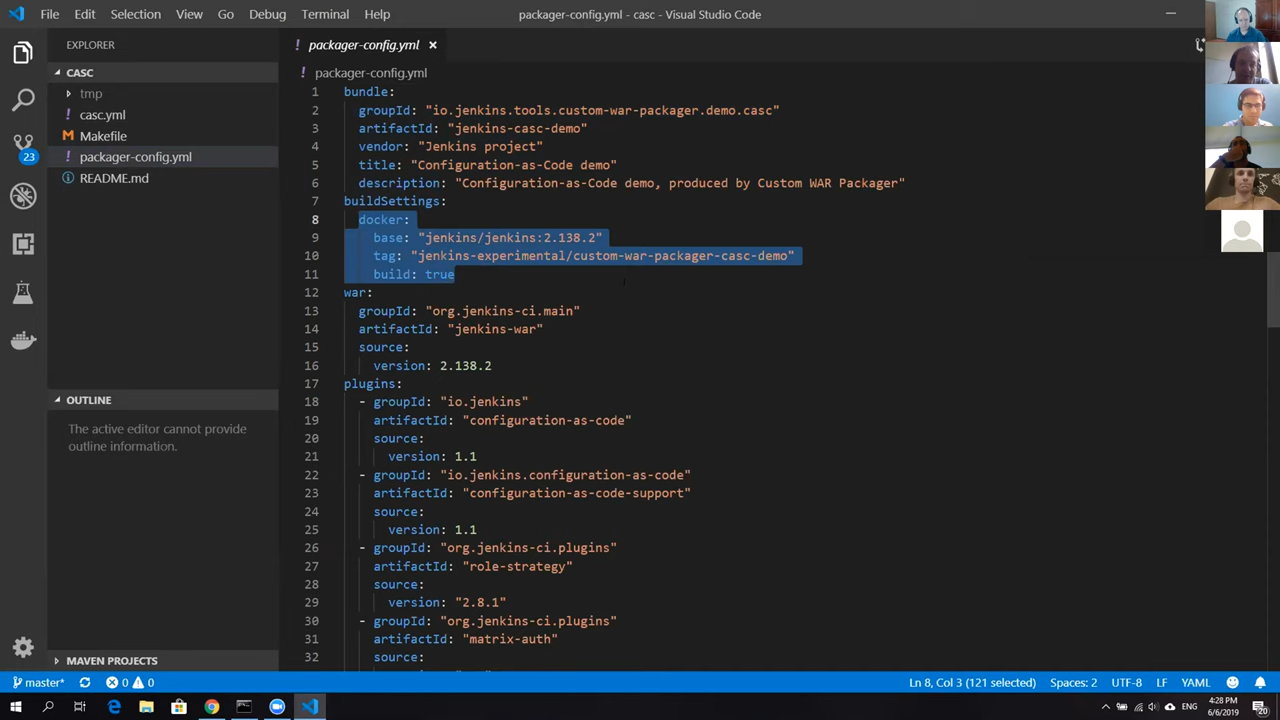 File Edit Selection View Go Debug Terminal Help
packager-config.yml - casc - Visual Studio Code
EXPLORER
CASC
tmp
casc.yml
Makefile
packager-config.yml
README.md
23
OUTLINE
The active editor cannot provide
outline information.
MAVEN PROJECTS
packager-config.yml
packager-config.yml
1 bundle:
2 groupId: "io.jenkins.tools.custom-war-packager.demo.casc"
3 artifactId: "jenkins-casc-demo"
4 vendor: "Jenkins project"
5 title: "Configuration-as-Code demo"
6 description: "Configuration-as-Code demo, produced by Custom WAR Packager"
7 buildSettings:
8 docker:
9 base: "jenkins/jenkins:2.138.2"
10 tag: "jenkins-experimental/custom-war-packager-casc-demo"
11 build: true
12 war:
13 groupId: "org.jenkins-ci.main"
14 artifactId: "jenkins-war"
15 source:
16 version: 2.138.2
17 plugins:
18 - groupId: "io.jenkins"
19 artifactId: "configuration-as-code"
20 source:
21 version: 1.1
22 - groupId: "io.jenkins.configuration-as-code"
23 artifactId: "configuration-as-code-support"
24 source:
25 version: 1.1
26 - groupId: "org.jenkins-ci.plugins"
27 artifactId: "role-strategy"
28 source:
29 version: "2.8.1"
30 - groupId: "org.jenkins-ci.plugins"
31 artifactId: "matrix-auth"
32 source:
master* 0 0
Ln 8, Col 3 (121 selected) Spaces: 2 UTF-8 LF YAML
ENG
4:28 PM
6/6/2019
20